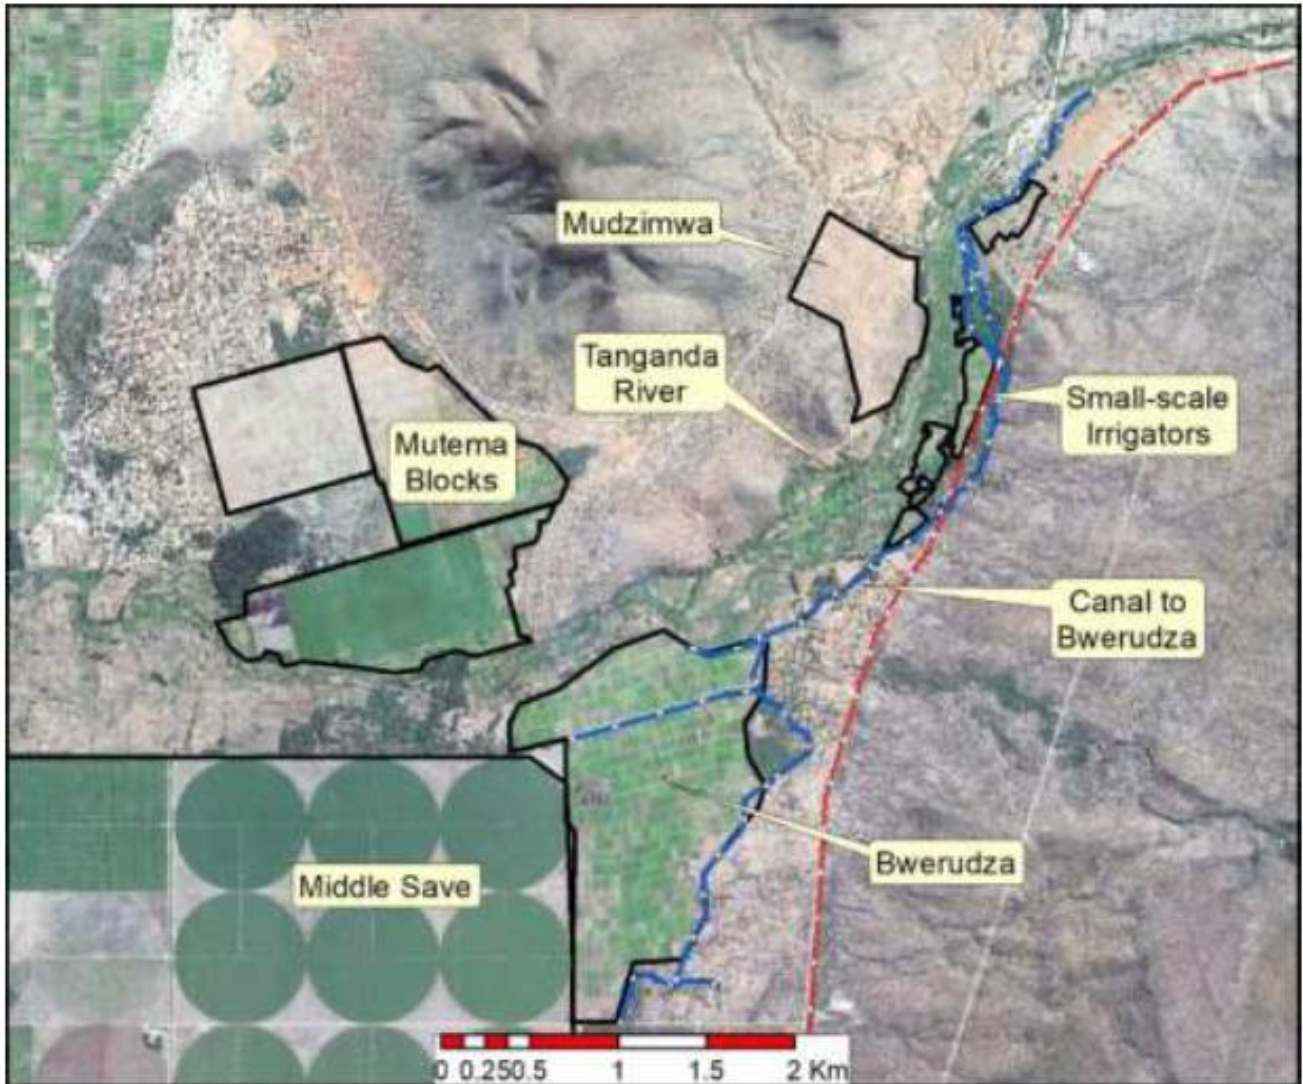 Mudzimwa
Tanganda
River
Small-scale
Irrigators
Mutema
Blocks
Canal to
Bwerudza
Bwerudza
Middle Save
0 0.250.5 1 1.5 2 Km